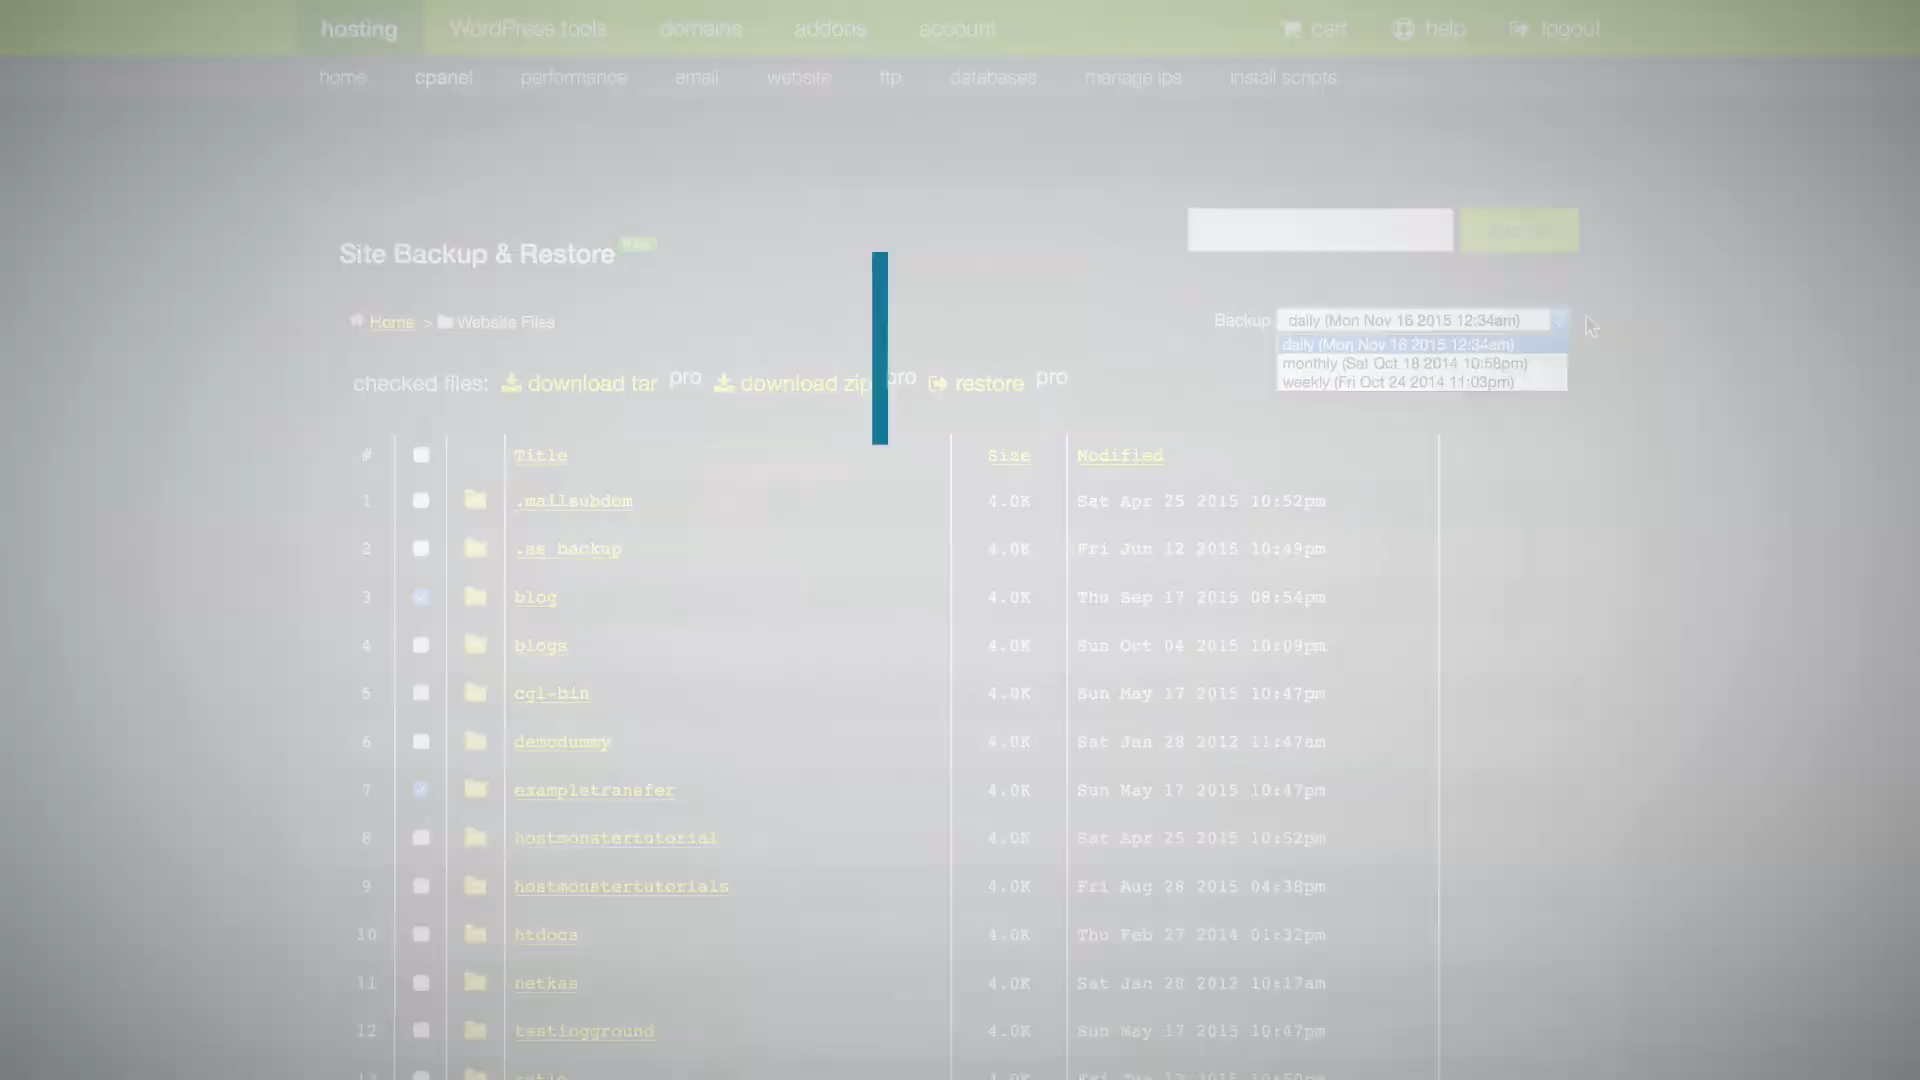 hosting WordPress tools domains addons account cart help logout
home cpanel performance email website ftp databases manage ips install scripts
Site Backup & Restore
Home > Website Files
Backup daily (Mon Nov 16 2015 12:34am)
daily (Mon Nov 16 2015 12:34am)
monthly (Sat Oct 18 2014 10:58pm)
weekly (Fri Oct 24 2014 11:03pm)
checked files: download tar pro download zip pro restore pro
# Title Size Modified
1 .mailsubdom 4.0K Sat Apr 25 2015 10:52pm
2 .ss_backup 4.0K Fri Jun 12 2015 10:49pm
3 blog 4.0K Thu Sep 17 2015 08:54pm
4 blogs 4.0K Sun Oct 04 2015 10:09pm
5 cgi-bin 4.0K Sun May 17 2015 10:47pm
6 demodummy 4.0K Sat Jan 28 2012 11:47am
7 exampletransfer 4.0K Sun May 17 2015 10:47pm
8 hostmonstertutorial 4.0K Sat Apr 25 2015 10:52pm
9 hostmonstertutorials 4.0K Fri Aug 28 2015 04:38pm
10 htdocs 4.0K Thu Feb 27 2014 01:32pm
11 netkas 4.0K Sat Jan 28 2012 10:17am
12 testingground 4.0K Sun May 17 2015 10:47pm